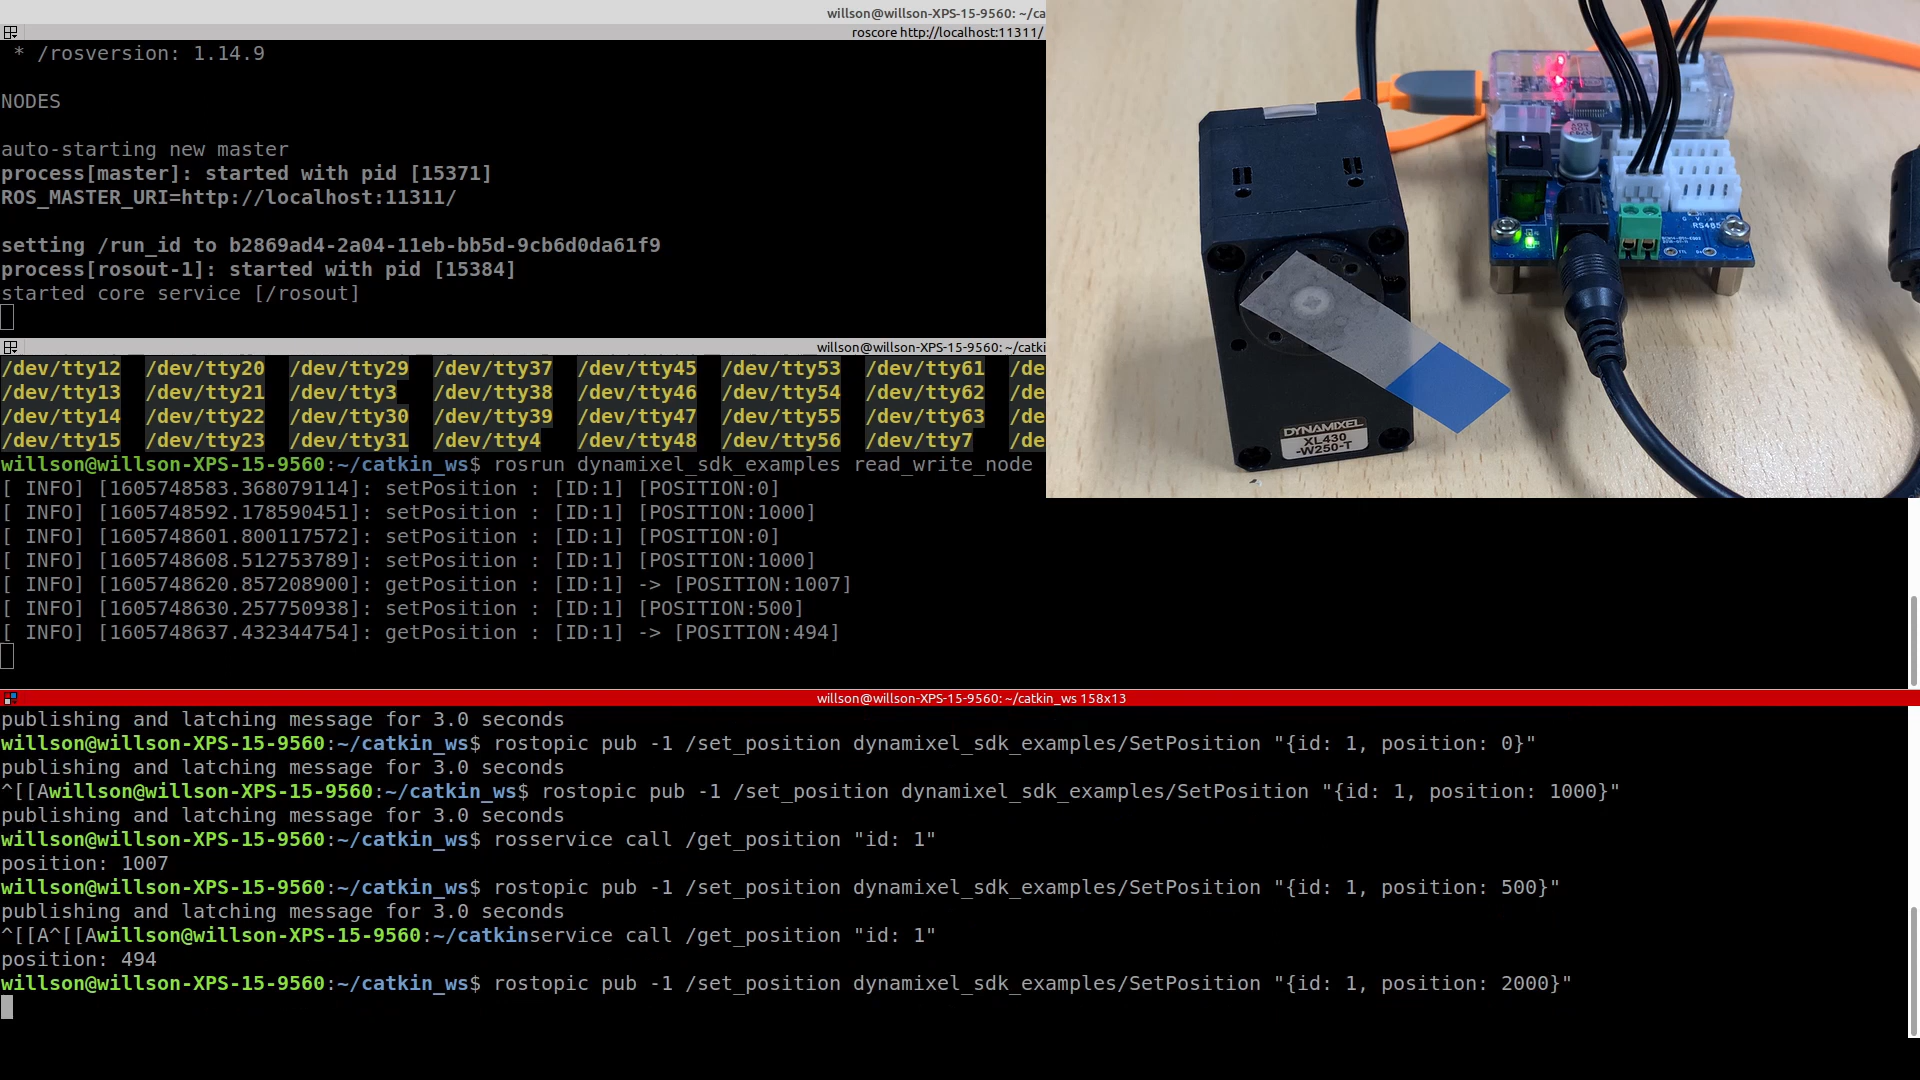 willson@willson-XPS-15-9560: ~/ca
roscore http://localhost:11311/
* /rosversion: 1.14.9
NODES
auto-starting new master
process[master]: started with pid [15371]
ROS_MASTER_URI=http://localhost:11311/
setting /run_id to b2869ad4-2a04-11eb-bb5d-9cb6d0da61f9
process[rosout-1]: started with pid [15384]
started core service [/rosout]
RS485
DYNAMIXEL
XL430
-W250-T
willson@willson-XPS-15-9560: ~/catki
/dev/tty12 /dev/tty20 /dev/tty29 /dev/tty37 /dev/tty45 /dev/tty53 /dev/tty61 /de
/dev/tty13 /dev/tty21 /dev/tty3 /dev/tty38 /dev/tty46 /dev/tty54 /dev/tty62 /de
/dev/tty14 /dev/tty22 /dev/tty30 /dev/tty39 /dev/tty47 /dev/tty55 /dev/tty63 /de
/dev/tty15 /dev/tty23 /dev/tty31 /dev/tty4 /dev/tty48 /dev/tty56 /dev/tty7 /de
willson@willson-XPS-15-9560:~/catkin_ws$ rosrun dynamixel_sdk_examples read_write_node
[ INFO] [1605748583.368079114]: setPosition : [ID:1] [POSITION:0]
[ INFO] [1605748592.178590451]: setPosition : [ID:1] [POSITION:1000]
[ INFO] [1605748601.800117572]: setPosition : [ID:1] [POSITION:0]
[ INFO] [1605748608.512753789]: setPosition : [ID:1] [POSITION:1000]
[ INFO] [1605748620.857208900]: getPosition : [ID:1] -> [POSITION:1007]
[ INFO] [1605748630.257750938]: setPosition : [ID:1] [POSITION:500]
[ INFO] [1605748637.432344754]: getPosition : [ID:1] -> [POSITION:494]
willson@willson-XPS-15-9560: ~/catkin_ws 158x13
publishing and latching message for 3.0 seconds
willson@willson-XPS-15-9560:~/catkin_ws$ rostopic pub -1 /set_position dynamixel_sdk_examples/SetPosition "{id: 1, position: 0}"
publishing and latching message for 3.0 seconds
^[[Awillson@willson-XPS-15-9560:~/catkin_ws$ rostopic pub -1 /set_position dynamixel_sdk_examples/SetPosition "{id: 1, position: 1000}"
publishing and latching message for 3.0 seconds
willson@willson-XPS-15-9560:~/catkin_ws$ rosservice call /get_position "id: 1"
position: 1007
willson@willson-XPS-15-9560:~/catkin_ws$ rostopic pub -1 /set_position dynamixel_sdk_examples/SetPosition "{id: 1, position: 500}"
publishing and latching message for 3.0 seconds
^[[A^[[Awillson@willson-XPS-15-9560:~/catkinservice call /get_position "id: 1"
position: 494
willson@willson-XPS-15-9560:~/catkin_ws$ rostopic pub -1 /set_position dynamixel_sdk_examples/SetPosition "{id: 1, position: 2000}"